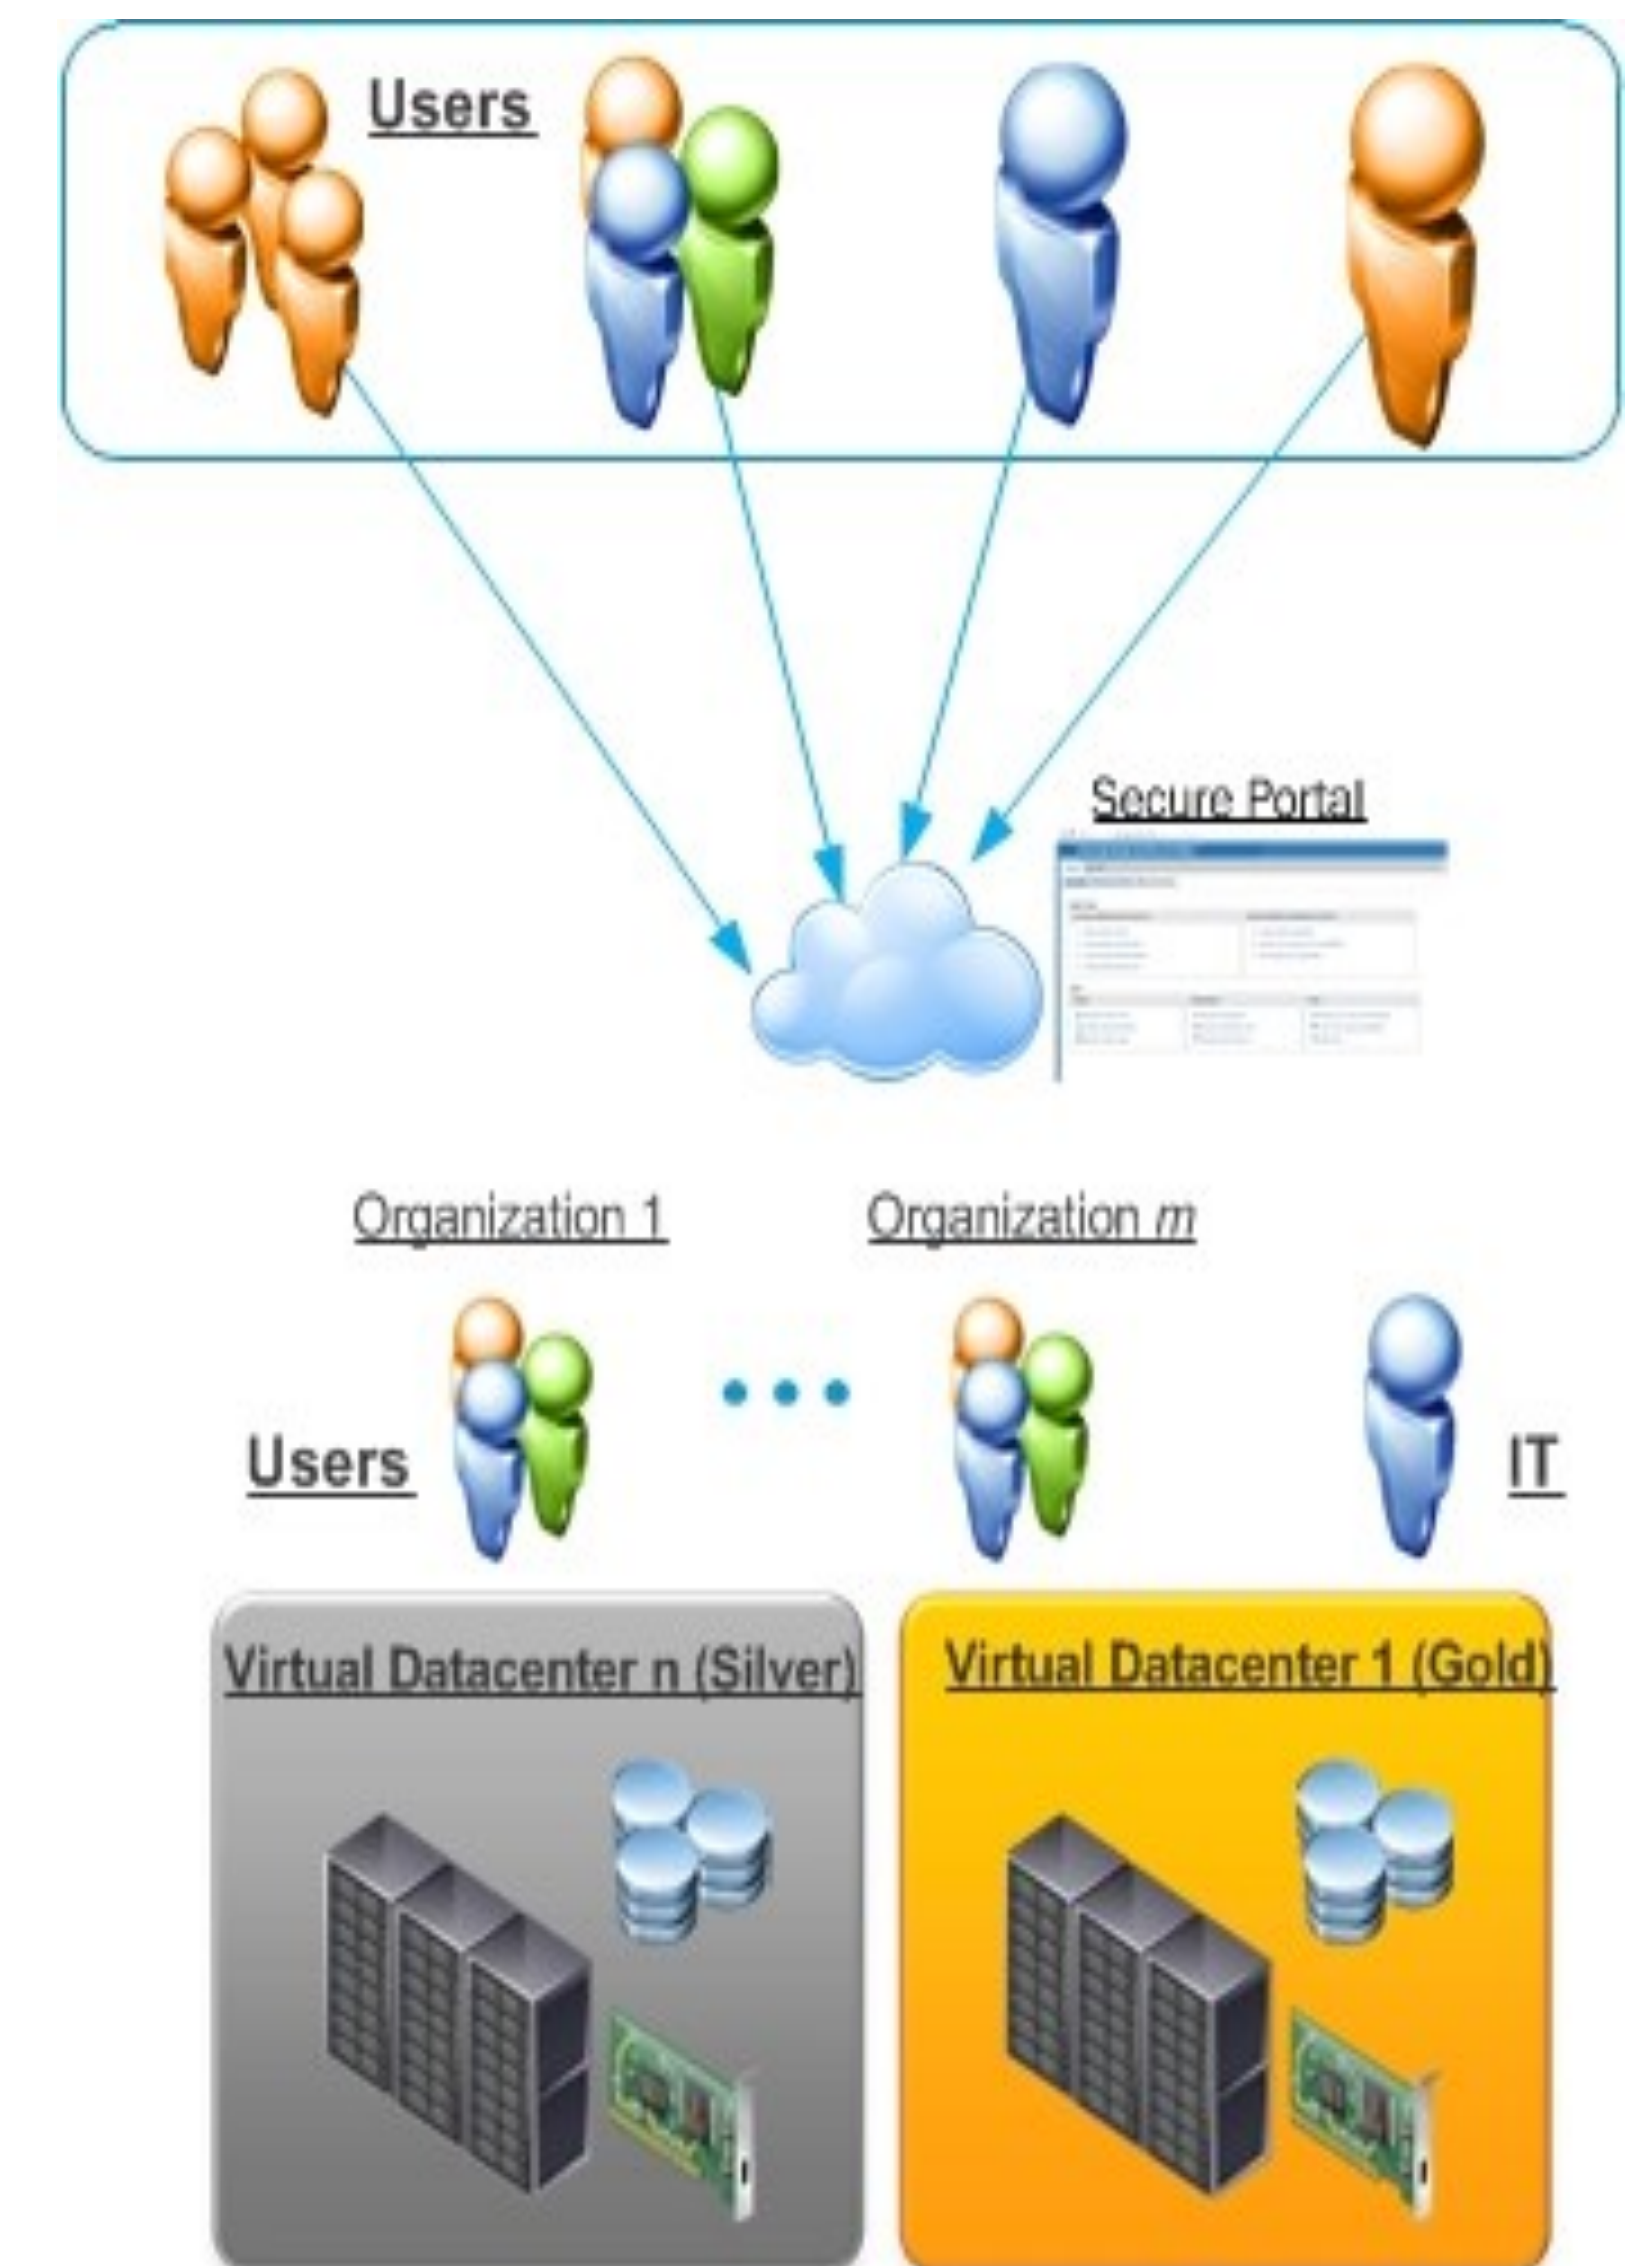 Users
Secure Portal
Organization 1
Organization m
Users
IT
Virtual Datacenter n (Silver)
Virtual Datacenter 1 (Gold)